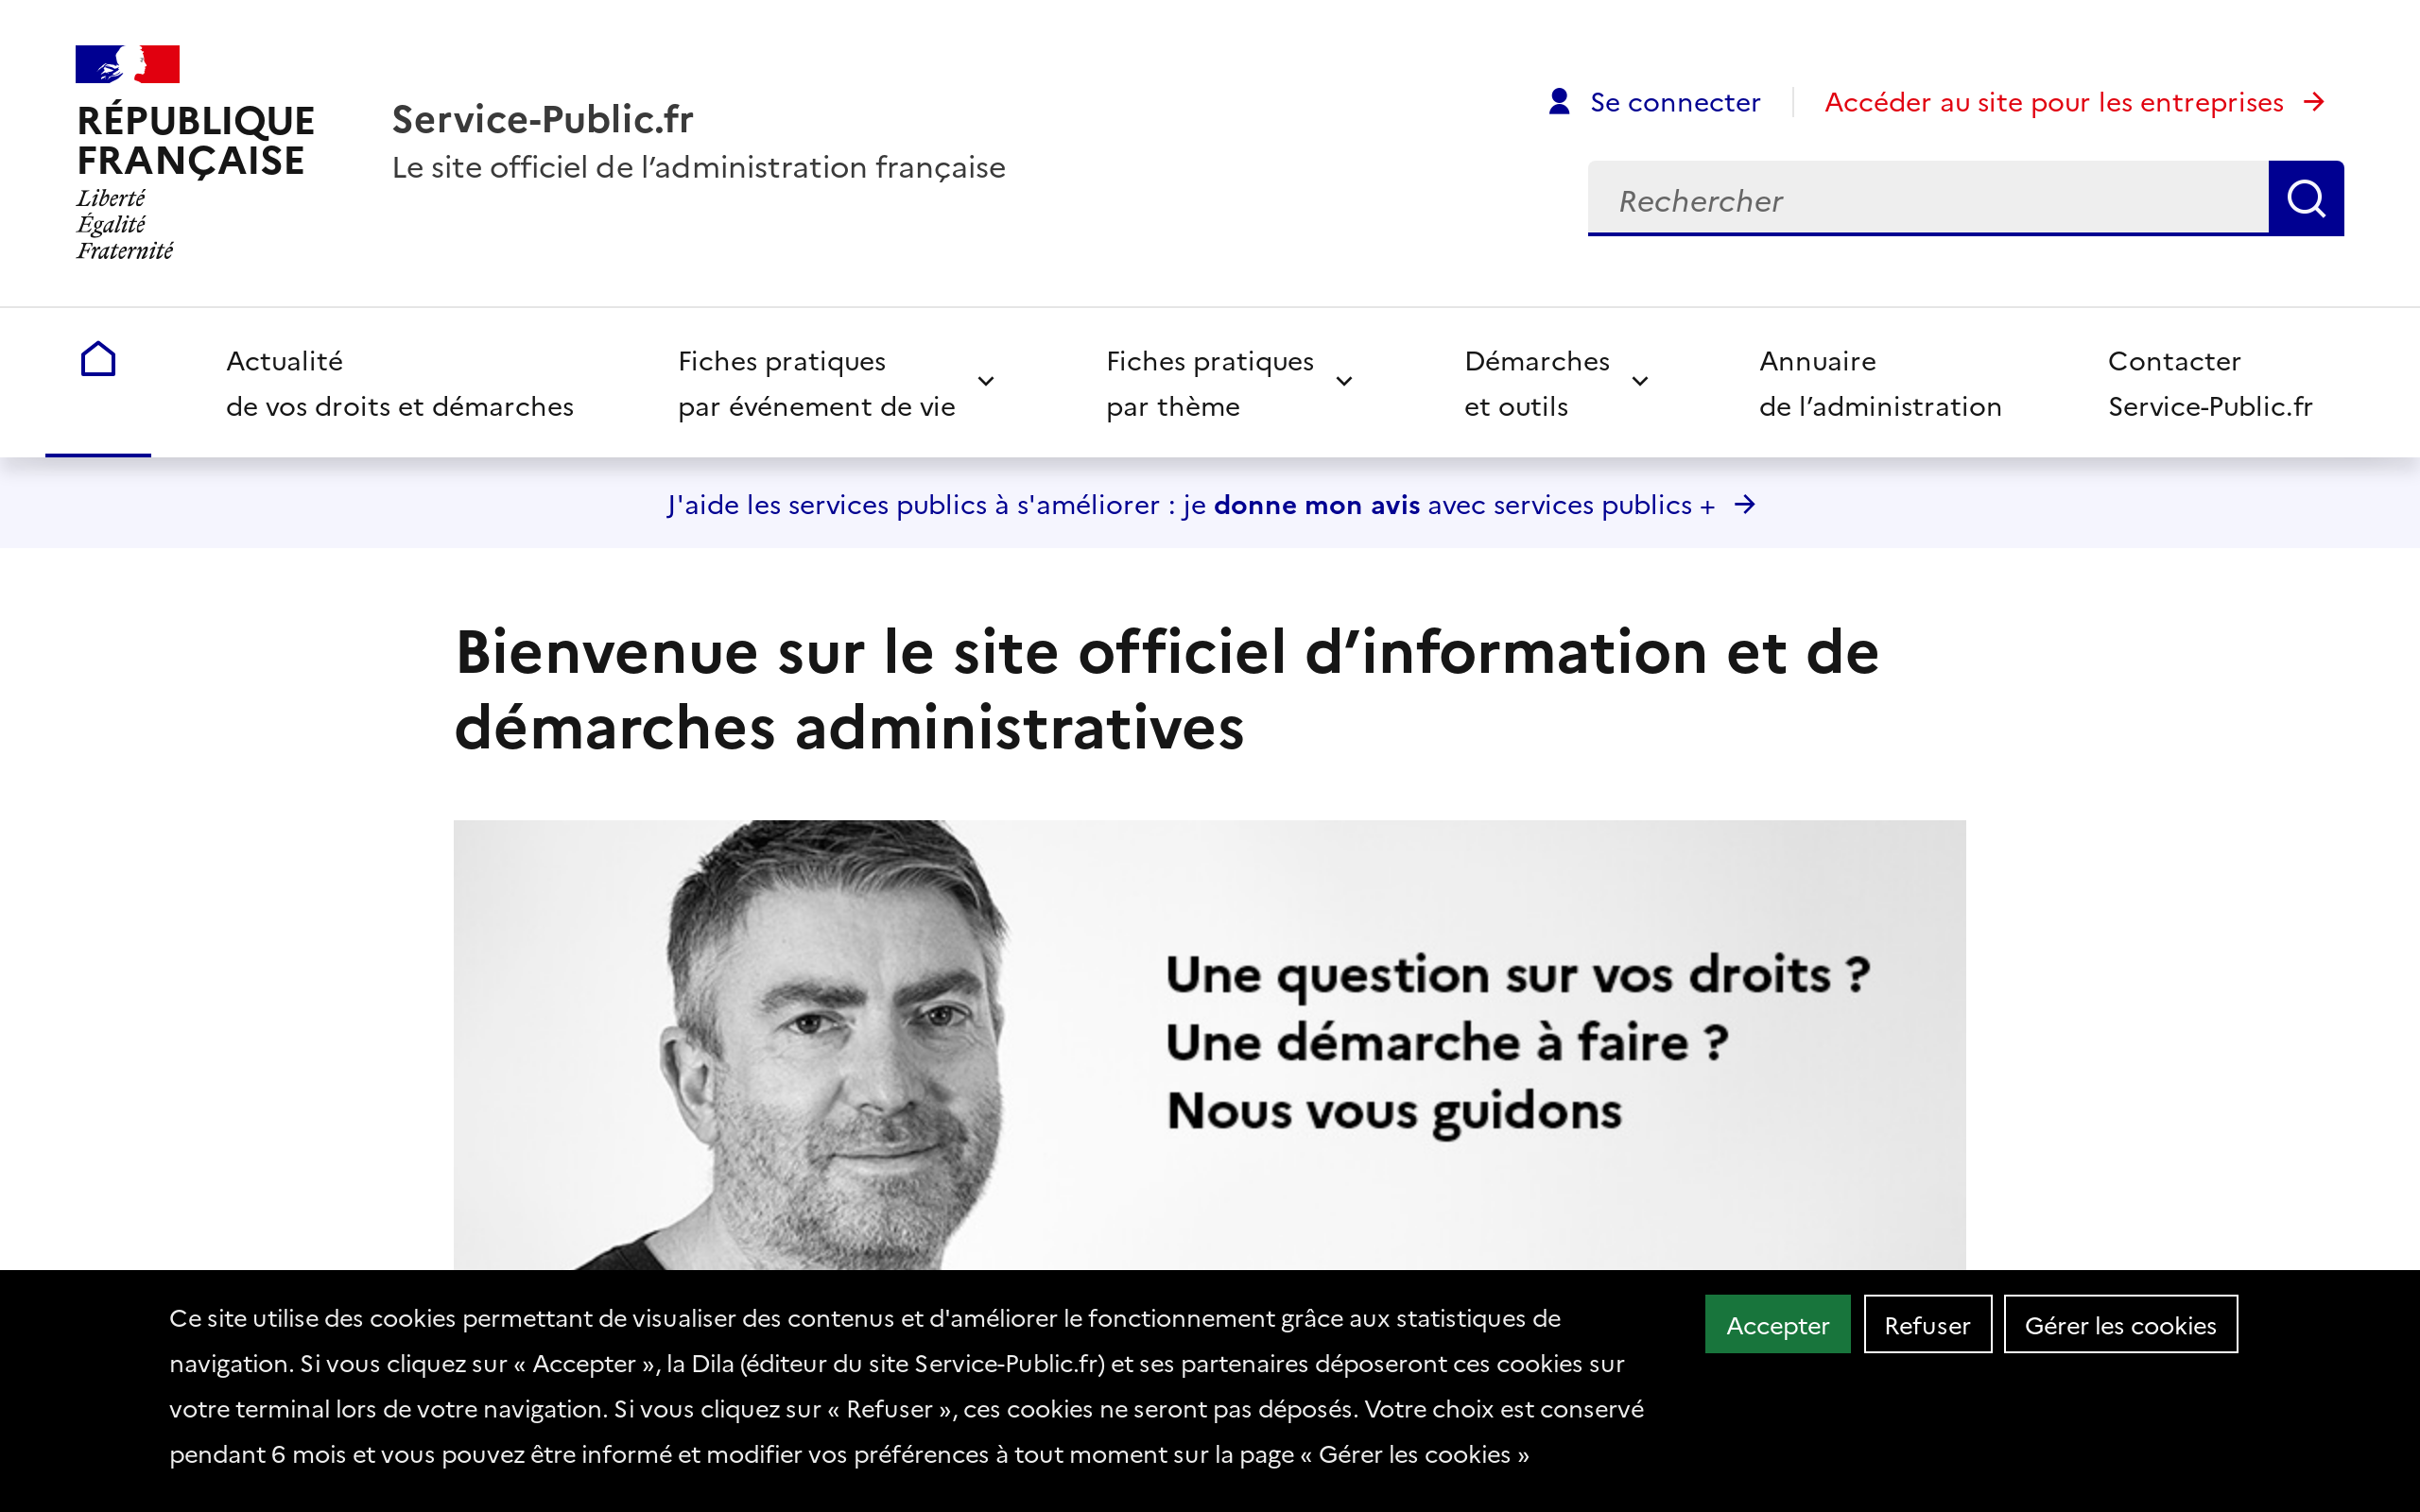 RÉPUBLIQUE
FRANÇAISE
Liberté
Égalité
Fraternité
Service-Public.fr
Le site officiel de l’administration française
Se connecter
Accéder au site pour les entreprises
Rechercher
Actualité
de vos droits et démarches
Fiches pratiques
par événement de vie
Fiches pratiques
par thème
Démarches
et outils
Annuaire
de l’administration
Contacter
Service-Public.fr
J'aide les services publics à s'améliorer : je donne mon avis avec services publics +
Bienvenue sur le site officiel d’information et de
démarches administratives
Une question sur vos droits ?
Une démarche à faire ?
Nous vous guidons
Ce site utilise des cookies permettant de visualiser des contenus et d'améliorer le fonctionnement grâce aux statistiques de
navigation. Si vous cliquez sur « Accepter », la Dila (éditeur du site Service-Public.fr) et ses partenaires déposeront ces cookies sur
votre terminal lors de votre navigation. Si vous cliquez sur « Refuser », ces cookies ne seront pas déposés. Votre choix est conservé
pendant 6 mois et vous pouvez être informé et modifier vos préférences à tout moment sur la page « Gérer les cookies »
Accepter
Refuser
Gérer les cookies